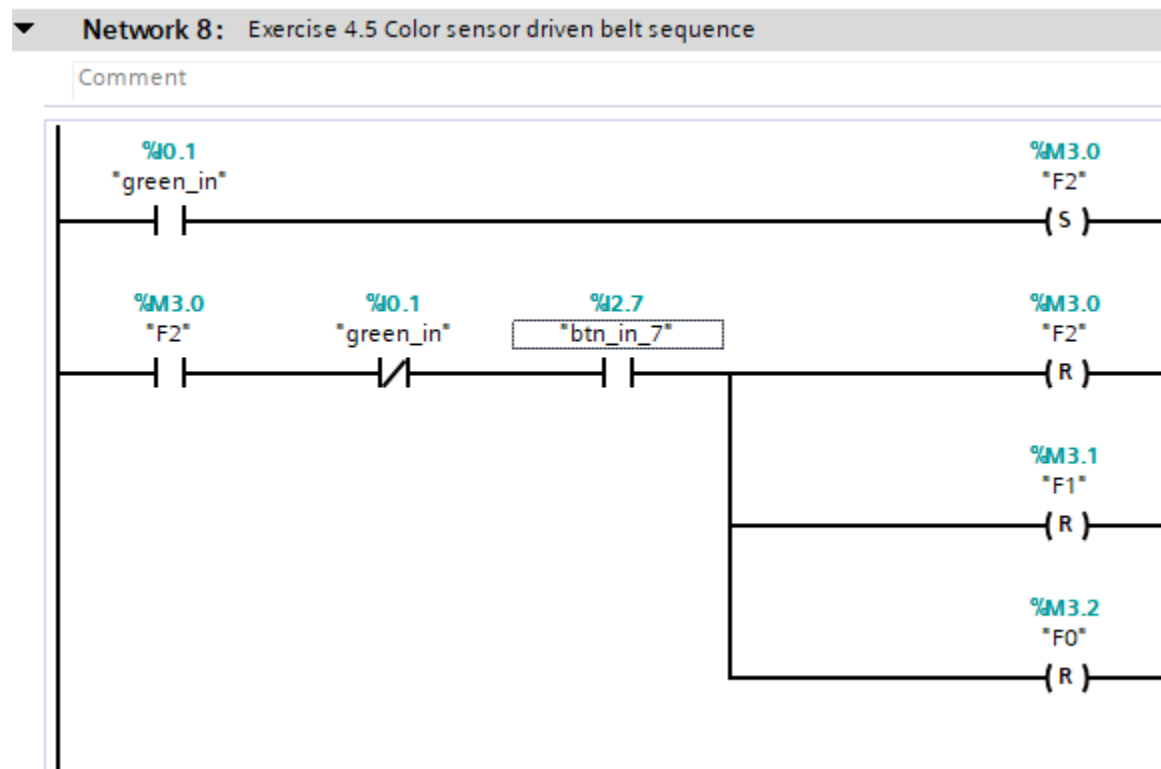 Network 8: Exercise 4.5 Color sensor driven belt sequence
Comment
%I0.1 %M3.0
"green_in" "F2"
S
%M3.0 %I0.1 %I2.7 %M3.0
"F2" "green_in" "btn_in_7" "F2"
R
%M3.1
"F1"
R
%M3.2
"F0"
R